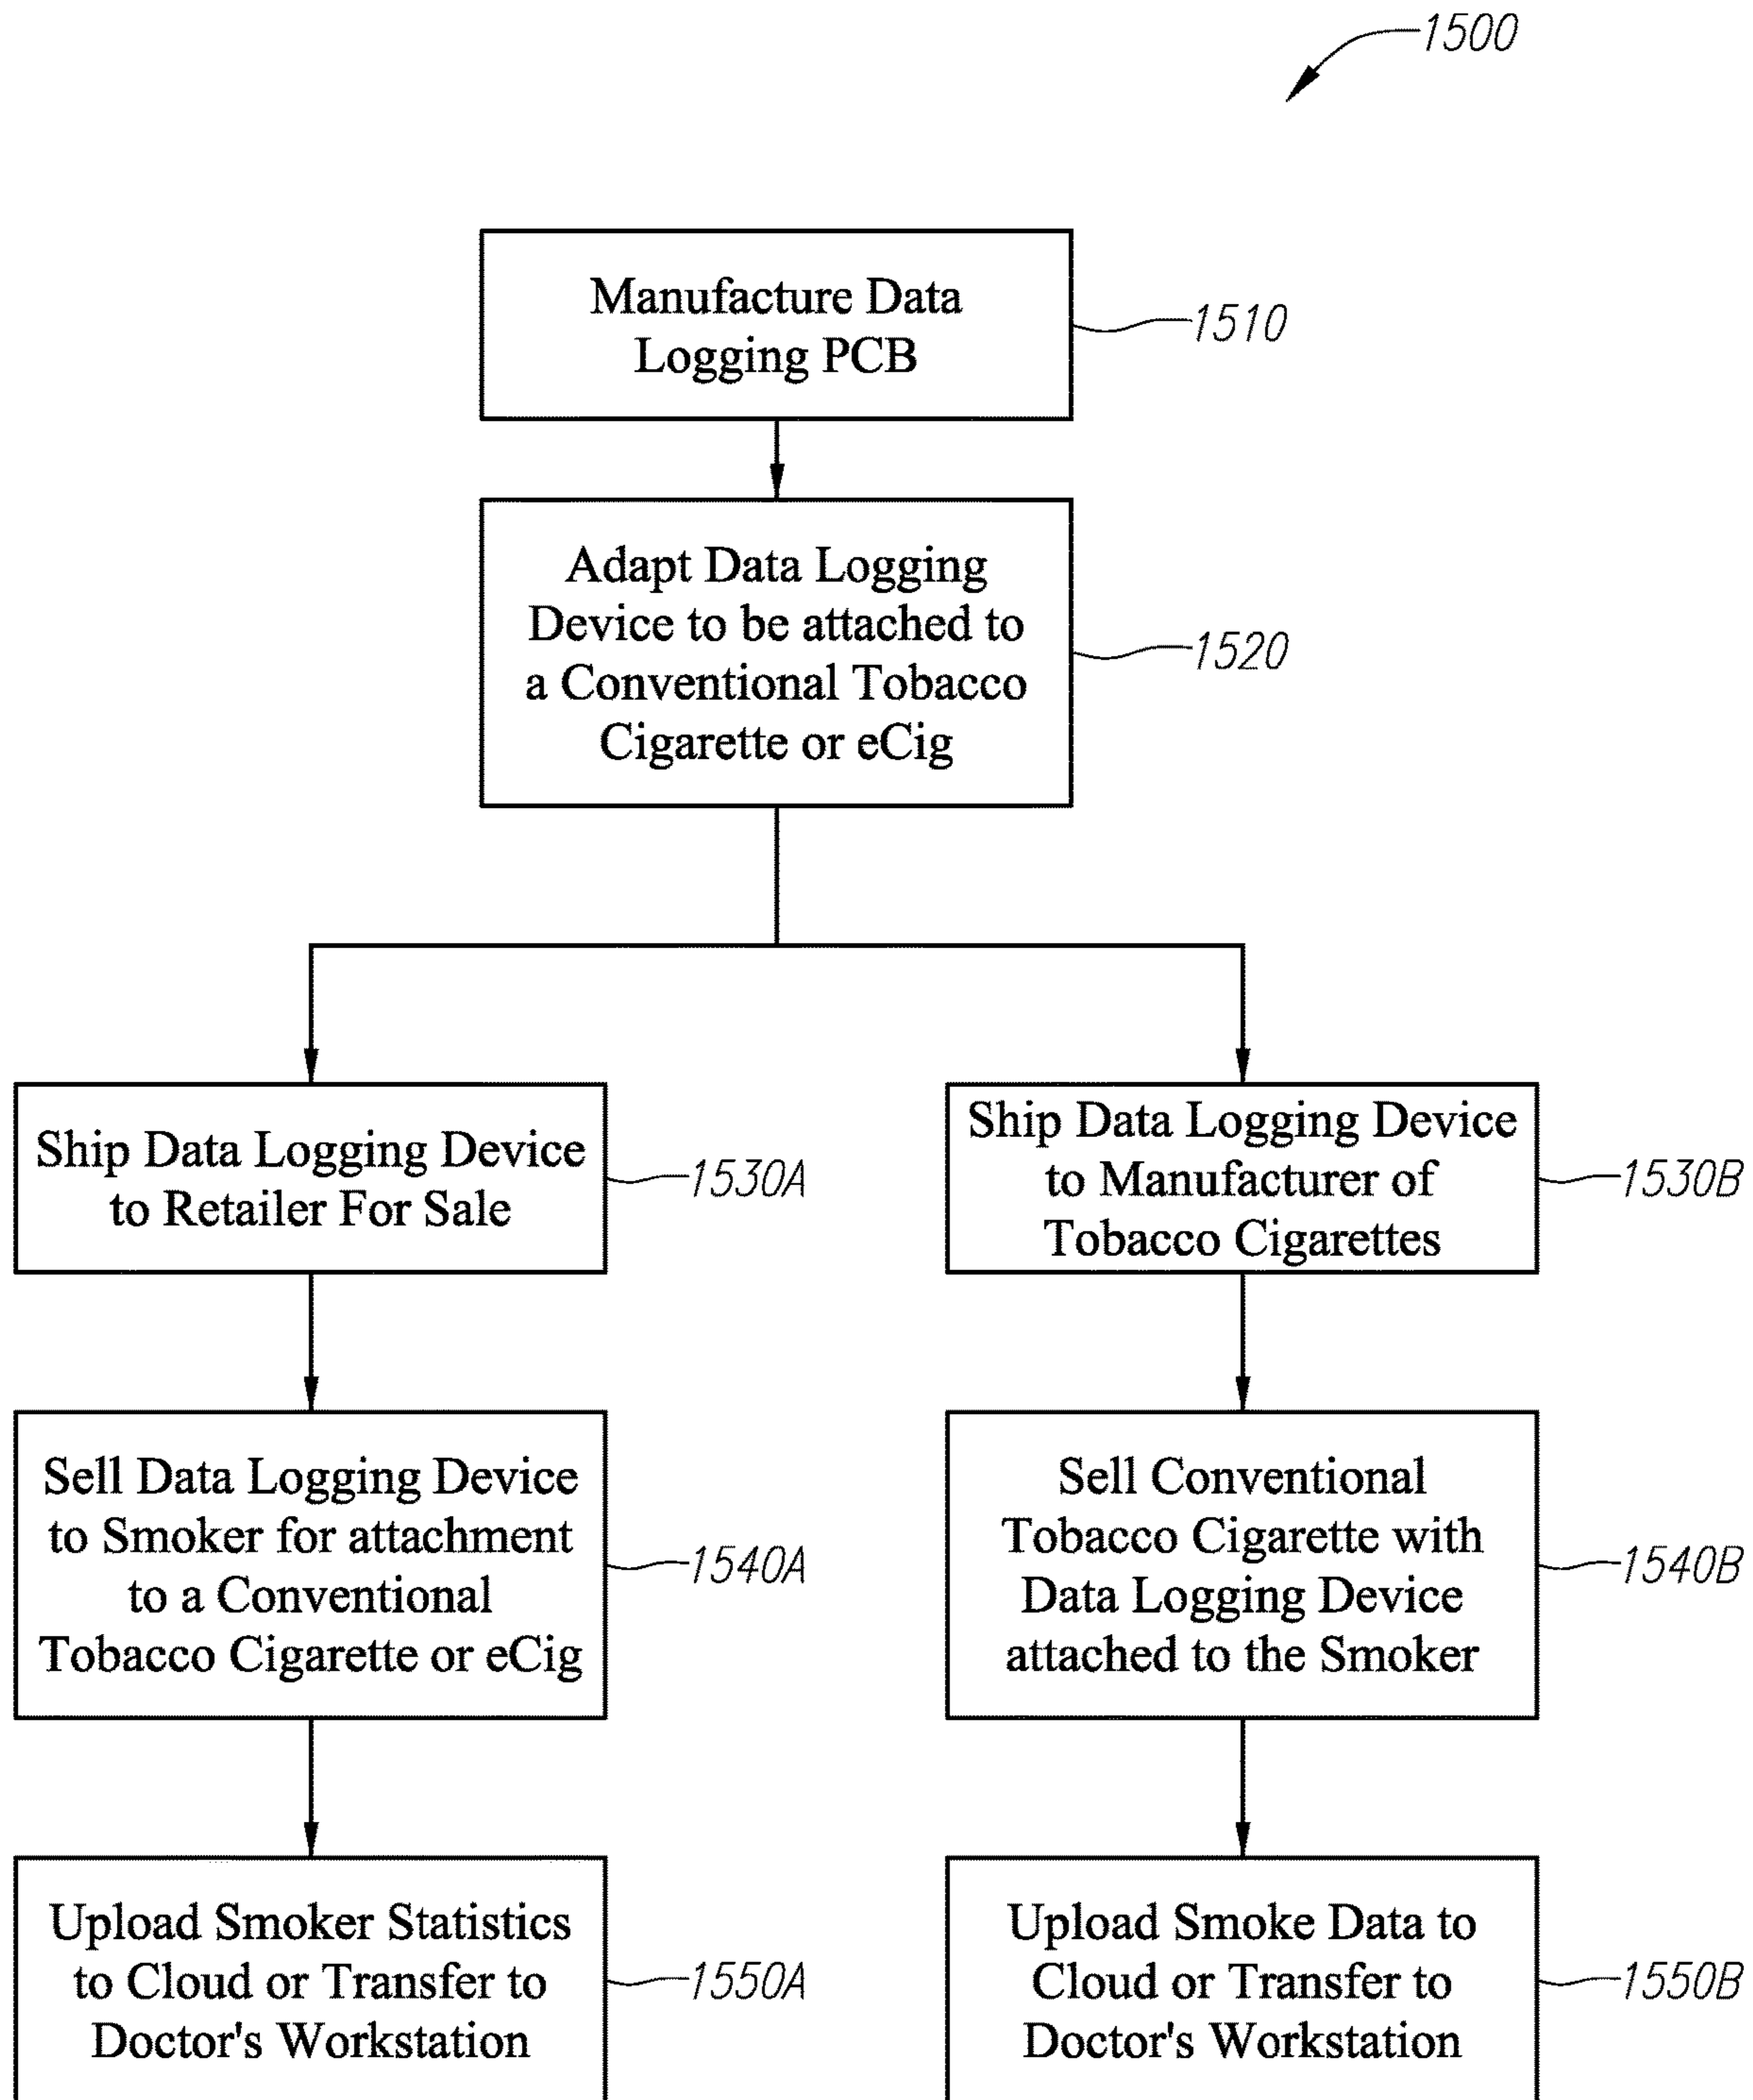 1500
Manufacture Data
Logging PCB
1510
Adapt Data Logging
Device to be attached to
a Conventional Tobacco
Cigarette or eCig
1520
Ship Data Logging Device
to Retailer For Sale
1530A
Ship Data Logging Device
to Manufacturer of
Tobacco Cigarettes
1530B
Sell Data Logging Device
to Smoker for attachment
to a Conventional
Tobacco Cigarette or eCig
1540A
Sell Conventional
Tobacco Cigarette with
Data Logging Device
attached to the Smoker
1540B
Upload Smoker Statistics
to Cloud or Transfer to
Doctor's Workstation
1550A
Upload Smoke Data to
Cloud or Transfer to
Doctor's Workstation
1550B